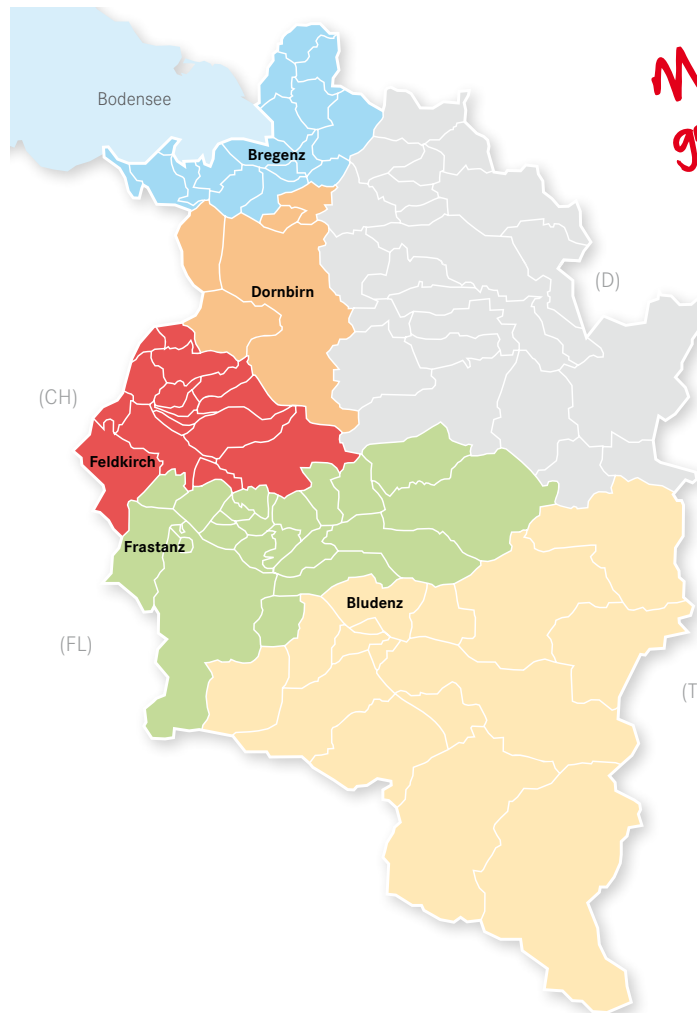 Bodensee
Bregenz
(D)
Dornbirn
(CH)
Feldkirch
Frastanz
Bludenz
(FL)